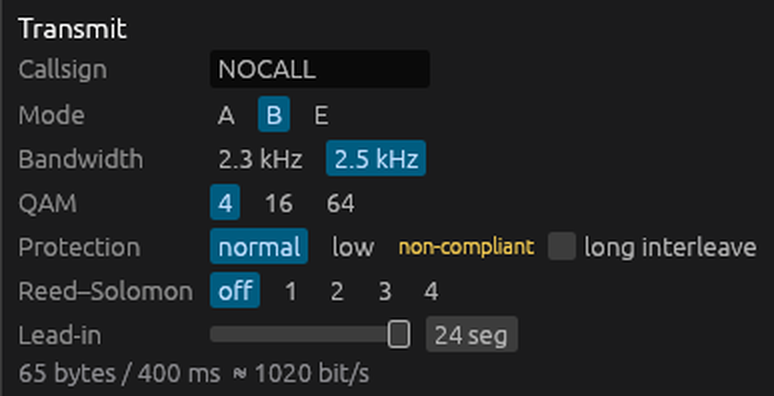 Transmit
Callsign NOCALL
Mode A B E
Bandwidth 2.3 kHz 2.5 kHz
QAM 4 16 64
Protection normal low non-compliant long interleave
Reed–Solomon off 1 2 3 4
Lead-in 24 seg
65 bytes / 400 ms ≈ 1020 bit/s